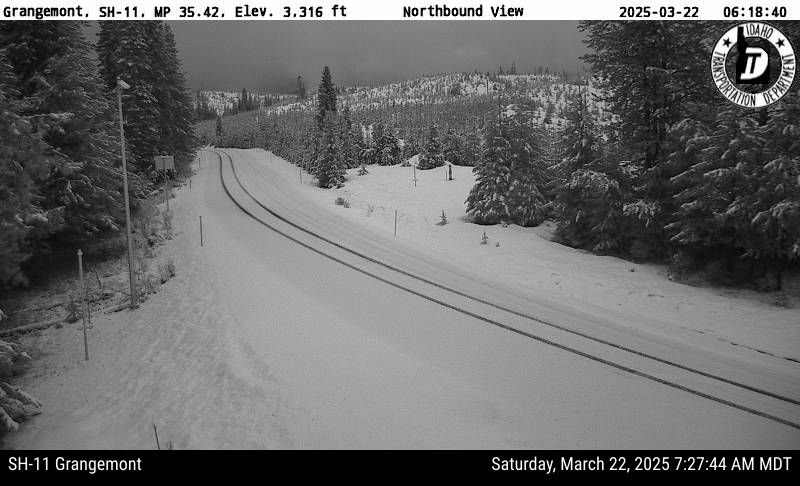 Grangemont, SH-11, MP 35.42, Elev. 3,316 ft Northbound View 2025-03-22 06:18:40
IDAHO
TRANSPORTATION DEPARTMENT
SH-11 Grangemont Saturday, March 22, 2025 7:27:44 AM MDT